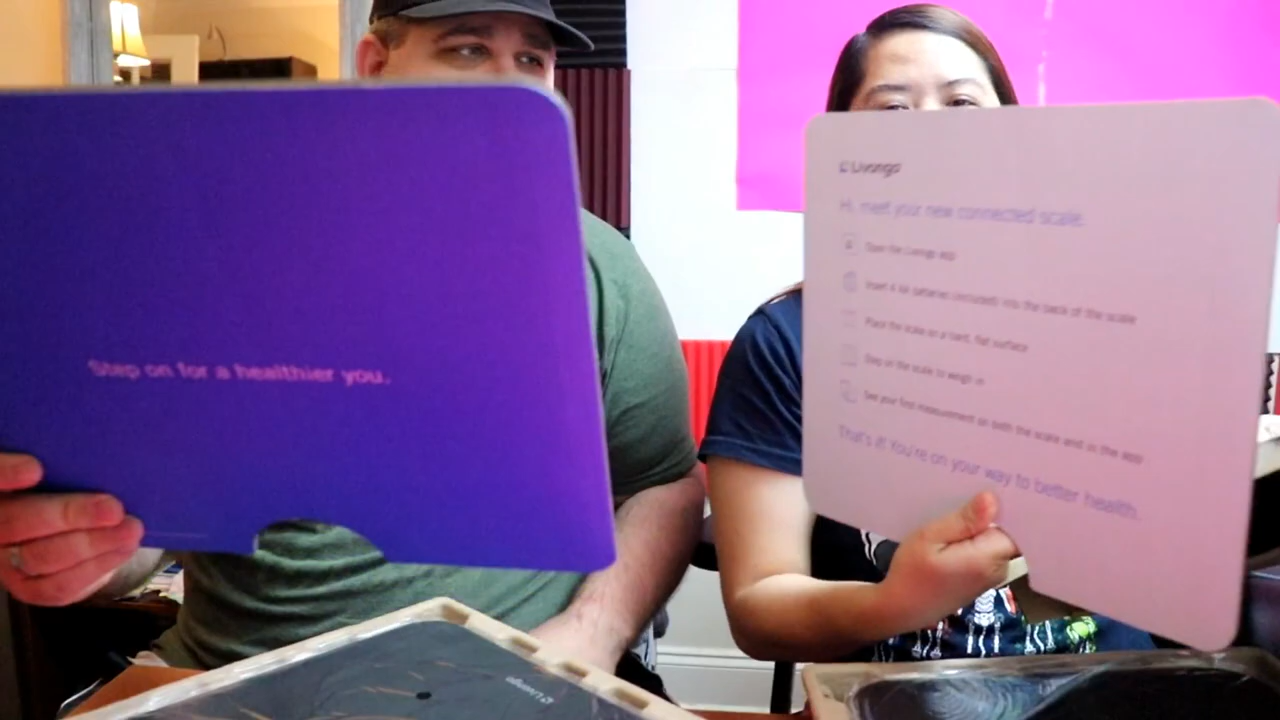 Step on for a healthier you.
Livongo
Hi, meet your new connected scale.
Open the Livongo app
Insert 4 AA batteries (included) into the back of the scale
Place the scale on a hard, flat surface
Step on the scale to weigh in
See your first measurement on both the scale and in the app
That's it! You're on your way to better health.
Livongo